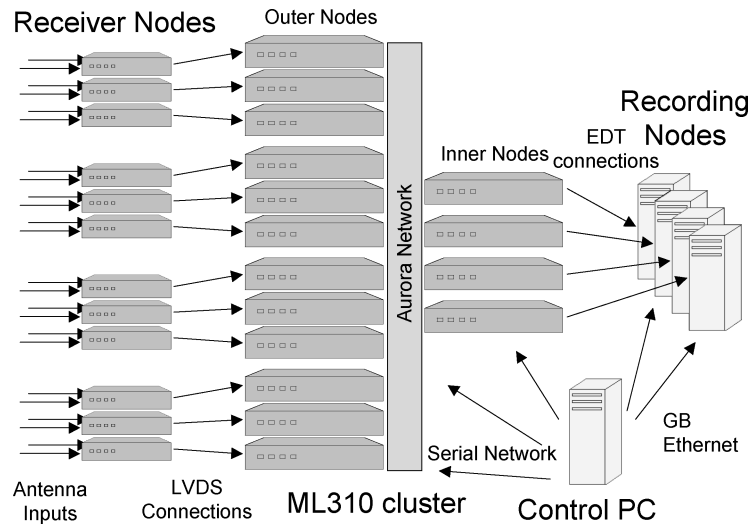 Receiver Nodes
Outer Nodes
Recording
Nodes
EDT
connections
Inner Nodes
Aurora Network
GB
Ethernet
Serial Network
Antenna
Inputs
LVDS
Connections
ML310 cluster
Control PC